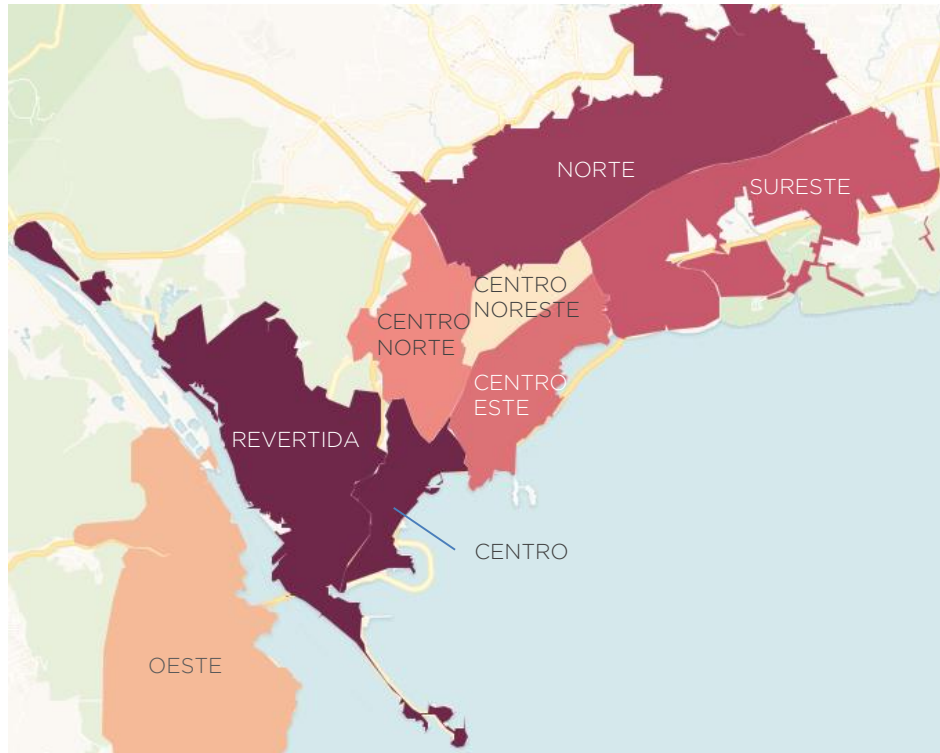 NORTE
SURESTE
CENTRO
NORESTE
CENTRO
NORTE
CENTRO
ESTE
REVERTIDA
CENTRO
OESTE